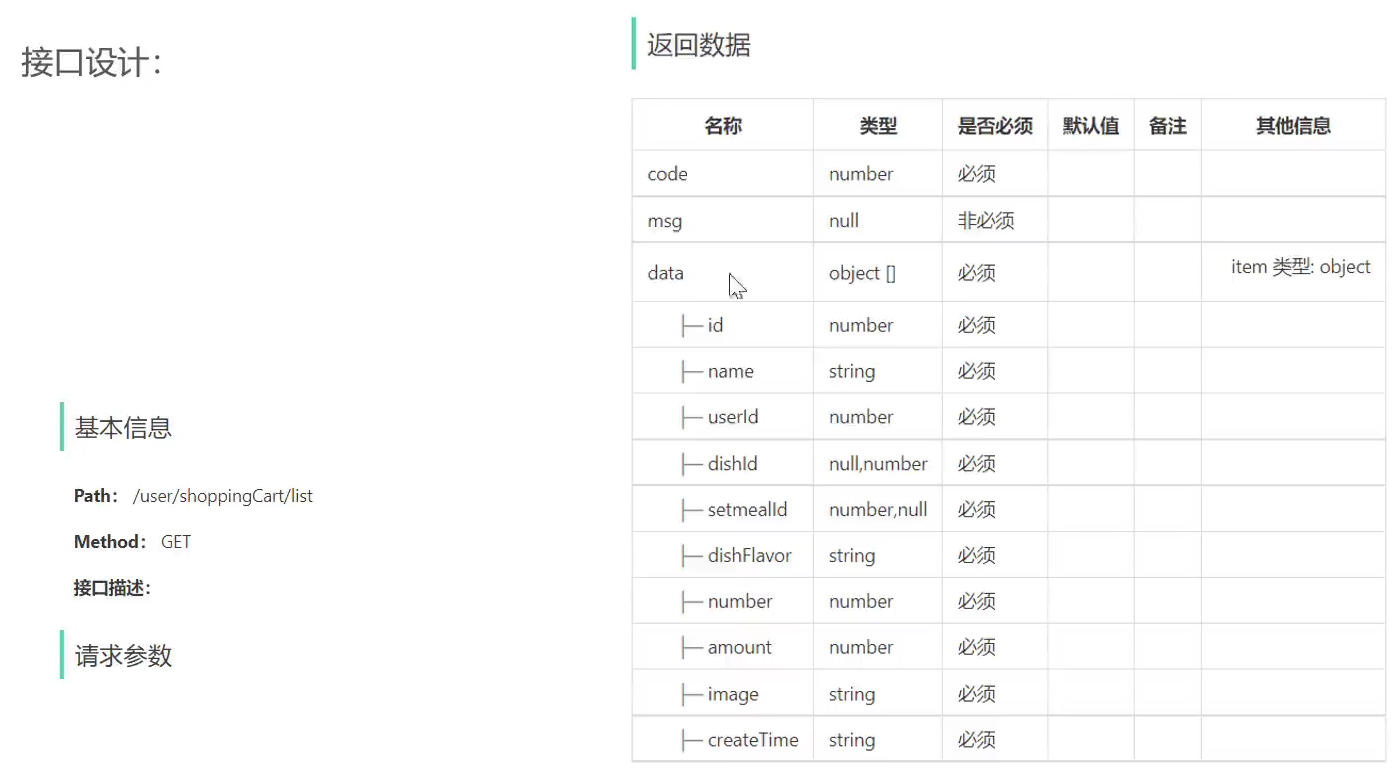 接口设计：
基本信息
Path： /user/shoppingCart/list
Method： GET
接口描述：
请求参数
返回数据
名称 类型 是否必须 默认值 备注 其他信息
code number 必须
msg null 非必须
data object [] 必须 item 类型: object
├─ id number 必须
├─ name string 必须
├─ userId number 必须
├─ dishId null,number 必须
├─ setmealId number,null 必须
├─ dishFlavor string 必须
├─ number number 必须
├─ amount number 必须
├─ image string 必须
├─ createTime string 必须